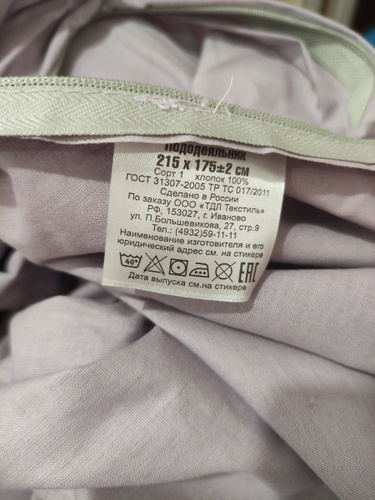 Пододеяльник
215 х 175±2 см
Сорт 1 хлопок 100%
ГОСТ 31307-2005 ТР ТС 017/2011
Сделано в России
По заказу ООО «ТДЛ Текстиль»
РФ, 153027, г. Иваново
ул. П.Большевикова, 27, стр.9
Тел.: (4932)59-11-11
Наименование изготовителя и его
юридический адрес см. на стикере
40° EAC
Дата выпуска см.на стикере